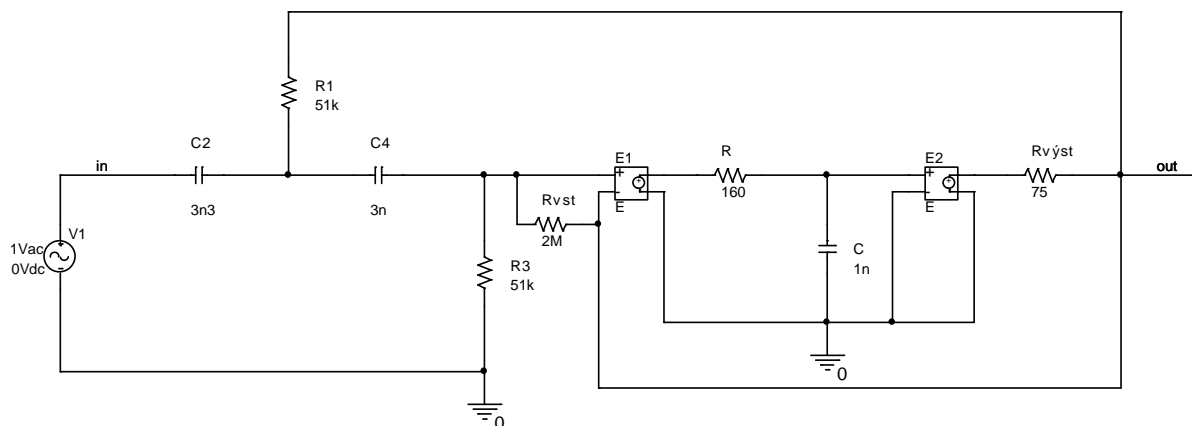 R1
51k
C2
C4
in
3n3
3n
V1
1Vac
0Vdc
R3
51k
0
Rvst
2M
E1
E
R
160
C
1n
0
E2
E
Rvýst
75
out